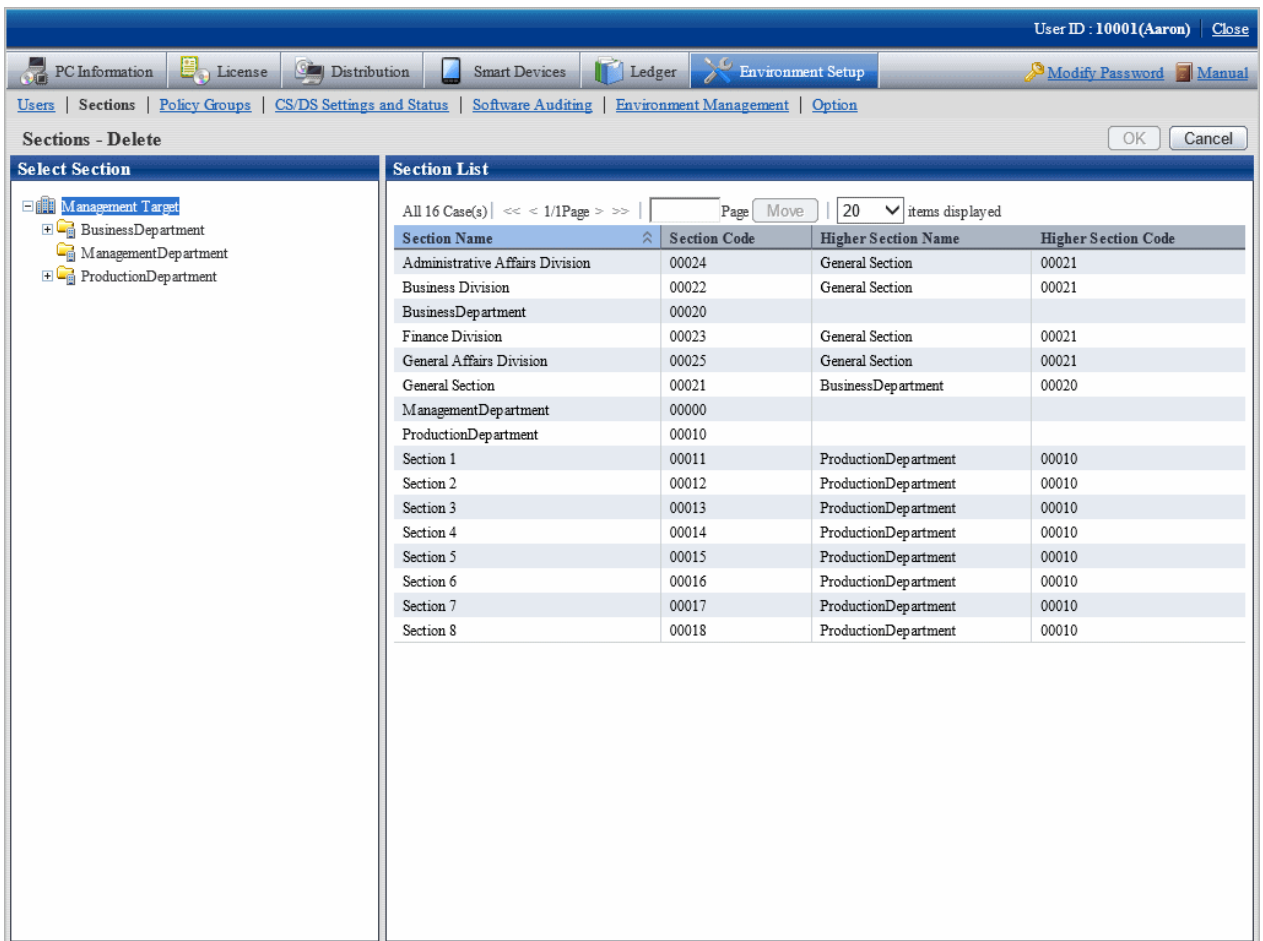 User ID : 10001(Aaron) Close
PC Information License Distribution Smart Devices Ledger Environment Setup Modify Password Manual
Users | Sections | Policy Groups | CS/DS Settings and Status | Software Auditing | Environment Management | Option
Sections - Delete OK Cancel
Select Section
Management Target
BusinessDepartment
ManagementDepartment
ProductionDepartment
Section List
All 16 Case(s)| << < 1/1Page > >> | Page Move | 20 items displayed
Section Name Section Code Higher Section Name Higher Section Code
Administrative Affairs Division 00024 General Section 00021
Business Division 00022 General Section 00021
BusinessDepartment 00020
Finance Division 00023 General Section 00021
General Affairs Division 00025 General Section 00021
General Section 00021 BusinessDepartment 00020
ManagementDepartment 00000
ProductionDepartment 00010
Section 1 00011 ProductionDepartment 00010
Section 2 00012 ProductionDepartment 00010
Section 3 00013 ProductionDepartment 00010
Section 4 00014 ProductionDepartment 00010
Section 5 00015 ProductionDepartment 00010
Section 6 00016 ProductionDepartment 00010
Section 7 00017 ProductionDepartment 00010
Section 8 00018 ProductionDepartment 00010